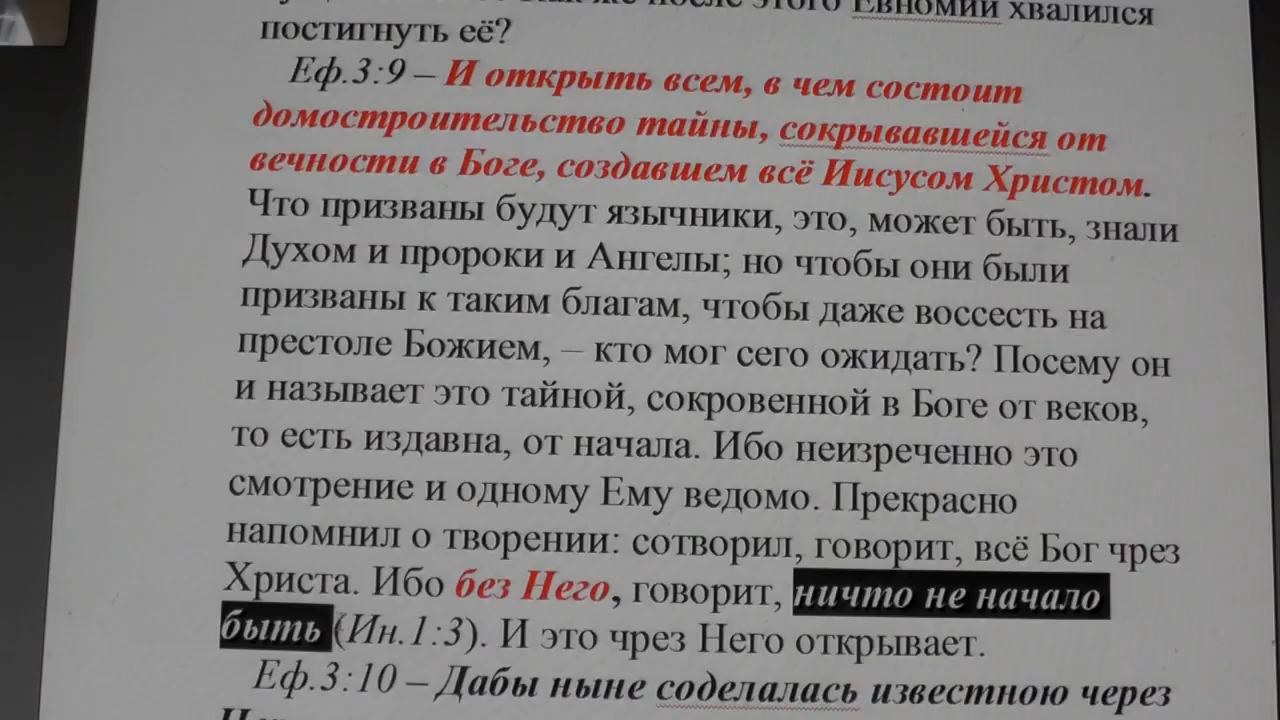 после этого Евномий хвалился
постигнуть её?
Еф.3:9 – И открыть всем, в чем состоит
домостроительство тайны, сокрывавшейся от
вечности в Боге, создавшем всё Иисусом Христом.
Что призваны будут язычники, это, может быть, знали
Духом и пророки и Ангелы; но чтобы они были
призваны к таким благам, чтобы даже воссесть на
престоле Божием, – кто мог сего ожидать? Посему он
и называет это тайной, сокровенной в Боге от веков,
то есть издавна, от начала. Ибо неизреченно это
смотрение и одному Ему ведомо. Прекрасно
напомнил о творении: сотворил, говорит, всё Бог чрез
Христа. Ибо без Него, говорит, ничто не начало
быть (Ин.1:3). И это чрез Него открывает.
Еф.3:10 – Дабы ныне соделалась известною через